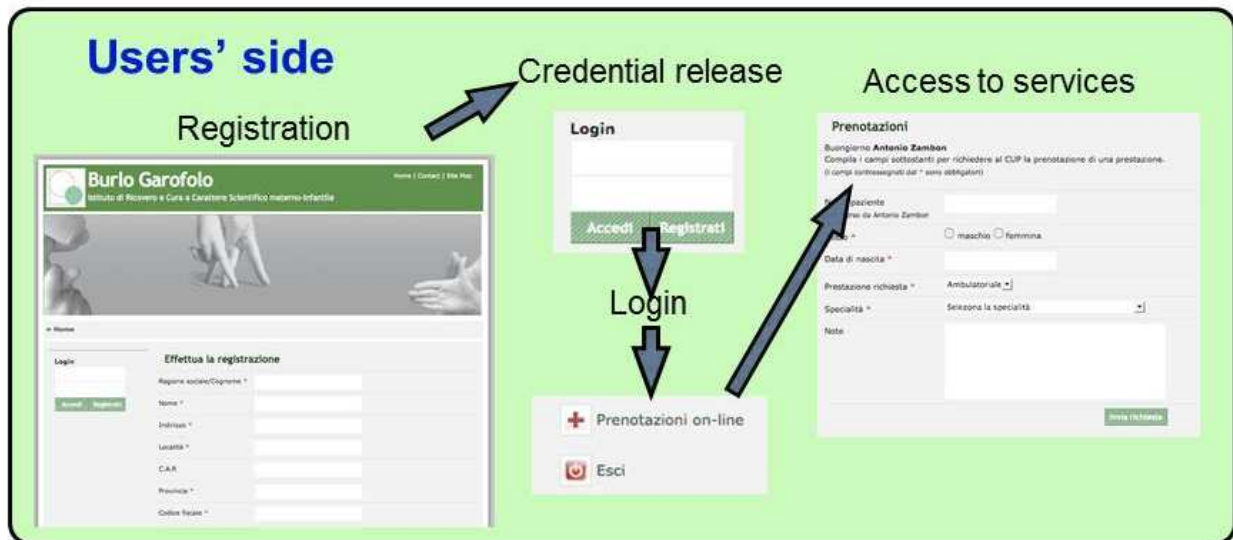 Users' side
Registration
Burlo Garofolo
Istituto di Ricovero e Cura a Carattere Scientifico materno-infantile
Home | Contact | Site Map
Home
Login
Accedi Registrati
Effettua la registrazione
Ragione sociale/Cognome *
Nome *
Indirizzo *
Località *
C.A.P.
Provincia *
Codice fiscale *
Credential release
Login
Accedi Registrati
Login
Prenotazioni on-line
Esci
Access to services
Prenotazioni
Buongiorno Antonio Zambon
Compila i campi sottostanti per richiedere al CUP la prenotazione di una prestazione.
(i campi contrassegnati dal * sono obbligatori)
paziente
da Antonio Zambon
*
maschio femmina
Data di nascita *
Prestazione richiesta * Ambulatoriale
Specialità * Seleziona la specialità
Note
Invia richiesta